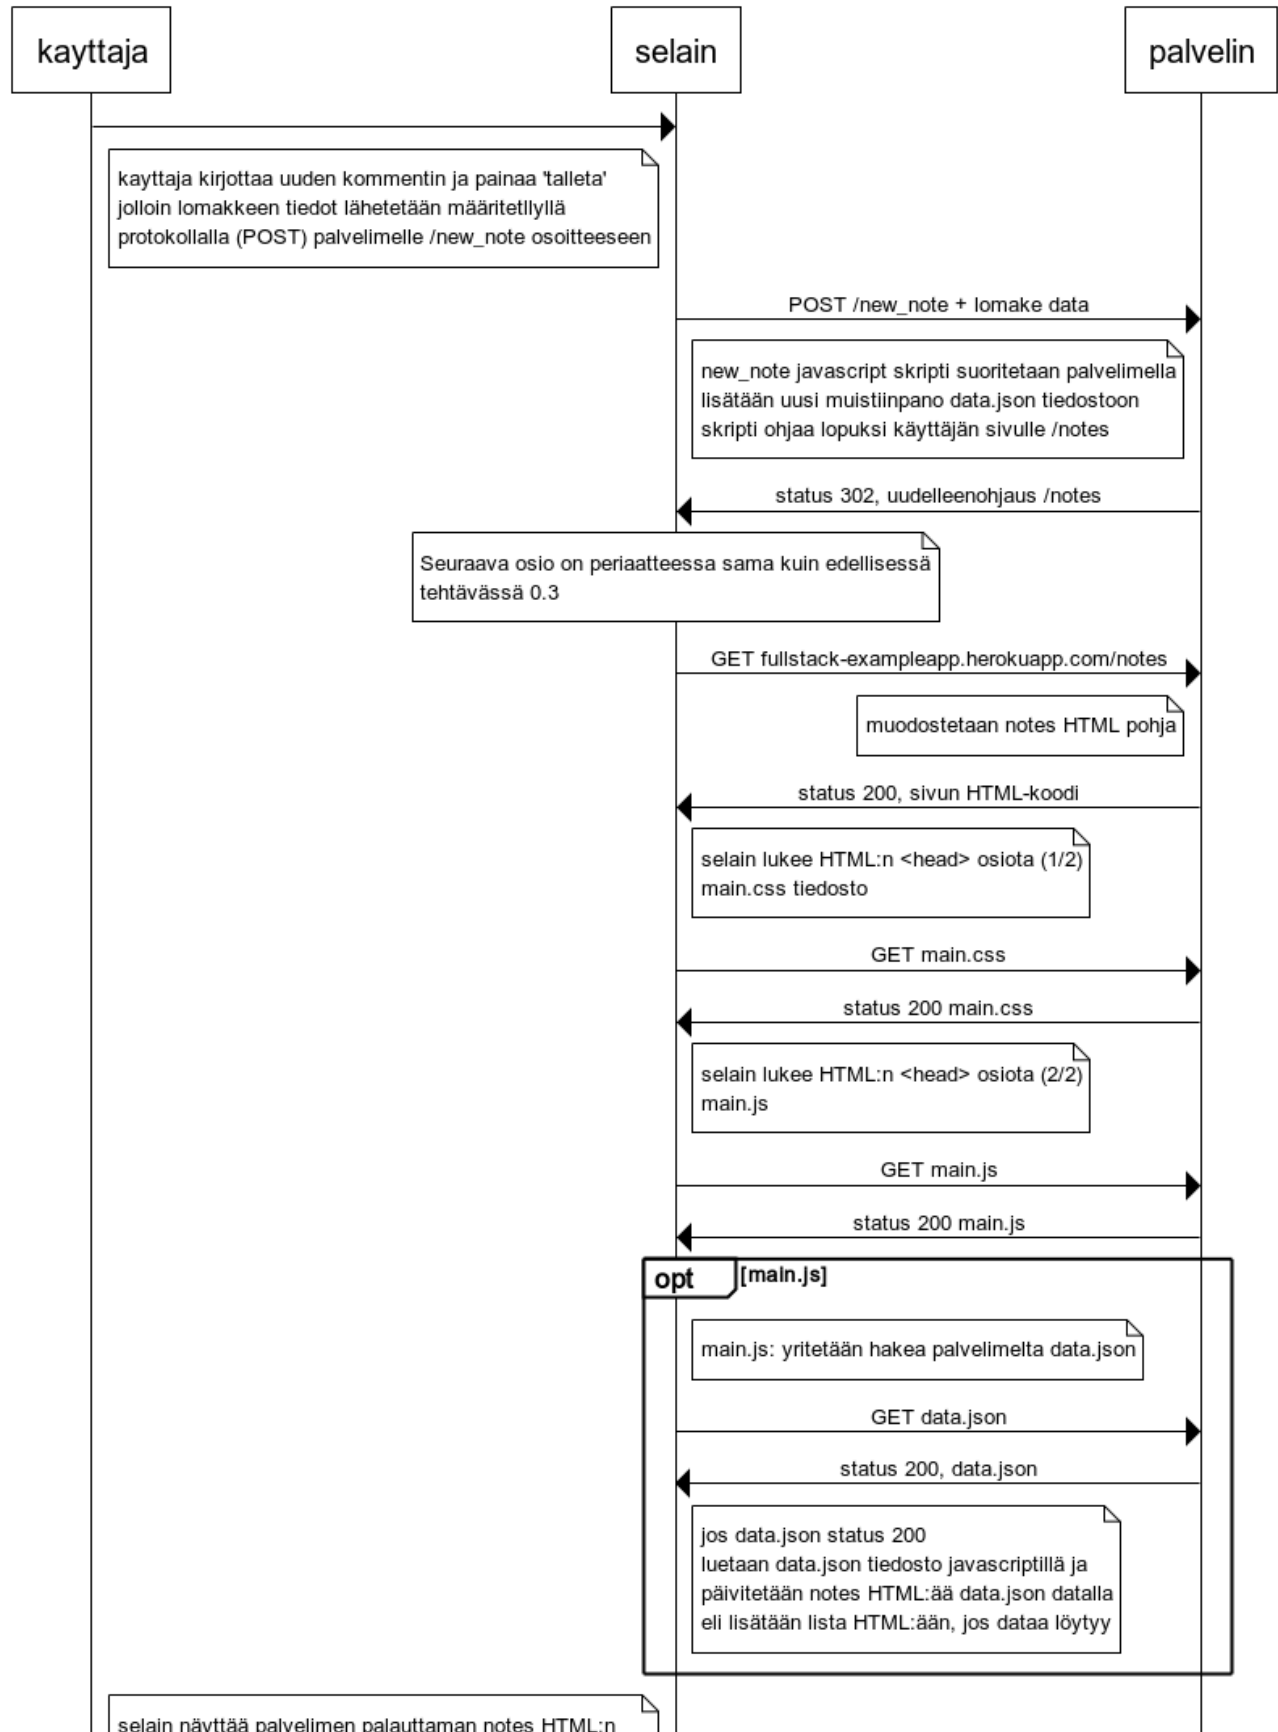 kayttaja
selain
palvelin
kayttaja kirjottaa uuden kommentin ja painaa 'talleta'
jolloin lomakkeen tiedot lähetetään määritetllyllä
protokollalla (POST) palvelimelle /new_note osoitteeseen
POST /new_note + lomake data
new_note javascript skripti suoritetaan palvelimella
lisätään uusi muistiinpano data.json tiedostoon
skripti ohjaa lopuksi käyttäjän sivulle /notes
status 302, uudelleenohjaus /notes
Seuraava osio on periaatteessa sama kuin edellisessä
tehtävässä 0.3
GET fullstack-exampleapp.herokuapp.com/notes
muodostetaan notes HTML pohja
status 200, sivun HTML-koodi
selain lukee HTML:n <head> osiota (1/2)
main.css tiedosto
GET main.css
status 200 main.css
selain lukee HTML:n <head> osiota (2/2)
main.js
GET main.js
status 200 main.js
opt [main.js]
main.js: yritetään hakea palvelimelta data.json
GET data.json
status 200, data.json
jos data.json status 200
luetaan data.json tiedosto javascriptillä ja
päivitetään notes HTML:ää data.json datalla
eli lisätään lista HTML:ään, jos dataa löytyy
selain näyttää palvelimen palauttaman notes HTML:n